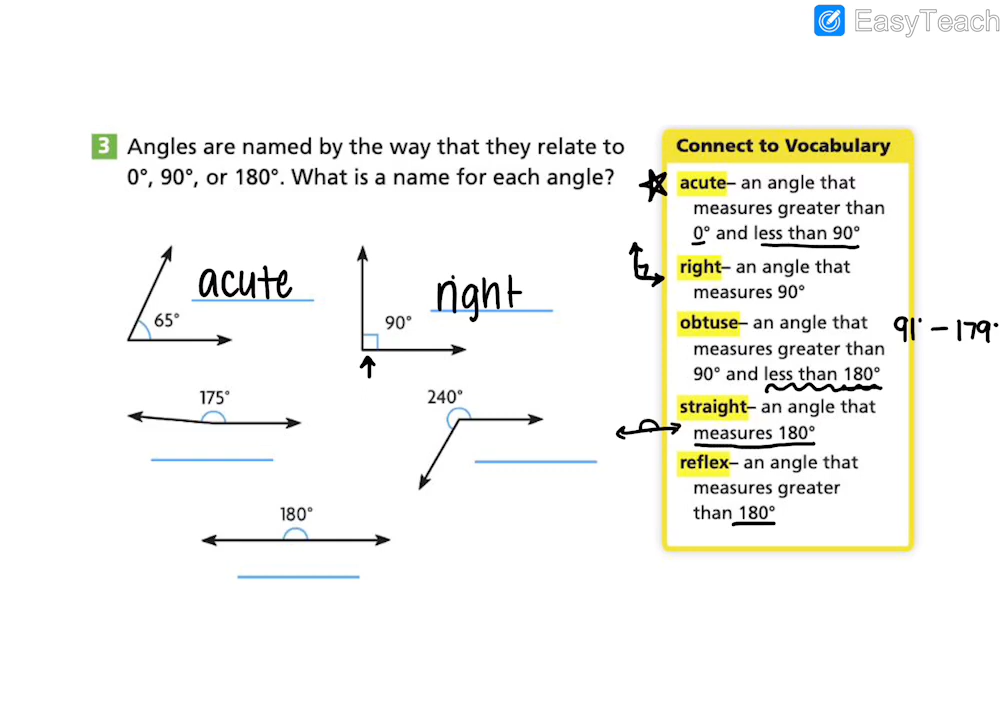 EasyTeach
3 Angles are named by the way that they relate to
0°, 90°, or 180°. What is a name for each angle?
acute
65°
right
90°
175°
240°
180°
Connect to Vocabulary
acute– an angle that
measures greater than
0° and less than 90°
right– an angle that
measures 90°
obtuse– an angle that
measures greater than
90° and less than 180°
91° – 179°
straight– an angle that
measures 180°
reflex– an angle that
measures greater
than 180°